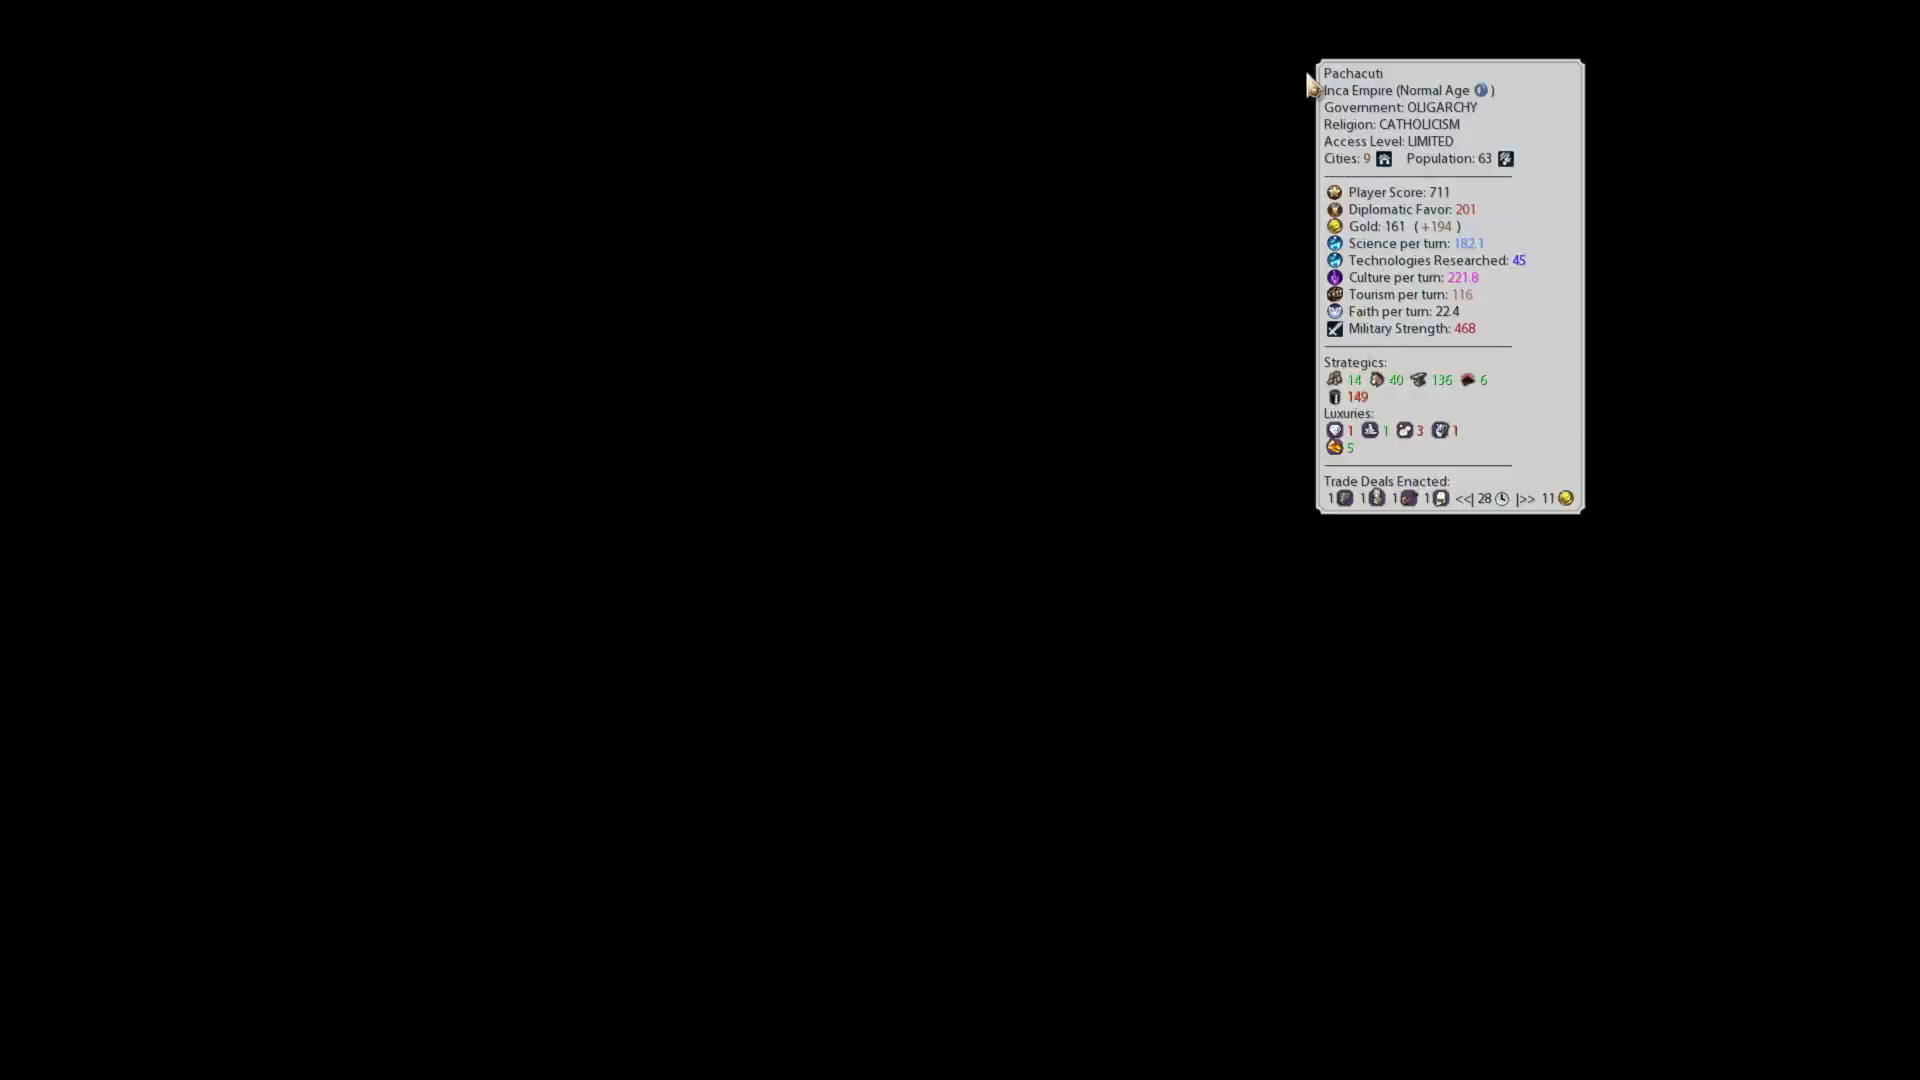 Pachacuti
Inca Empire (Normal Age )
Government: OLIGARCHY
Religion: CATHOLICISM
Access Level: LIMITED
Cities: 9 Population: 63
Player Score: 711
Diplomatic Favor: 201
Gold: 161 ( +194 )
Science per turn: 182.1
Technologies Researched: 45
Culture per turn: 221.8
Tourism per turn: 116
Faith per turn: 22.4
Military Strength: 468
Strategics:
14 40 136 6
149
Luxuries:
1 1 3 1
5
Trade Deals Enacted:
1 1 1 1 <<| 28 |>> 11